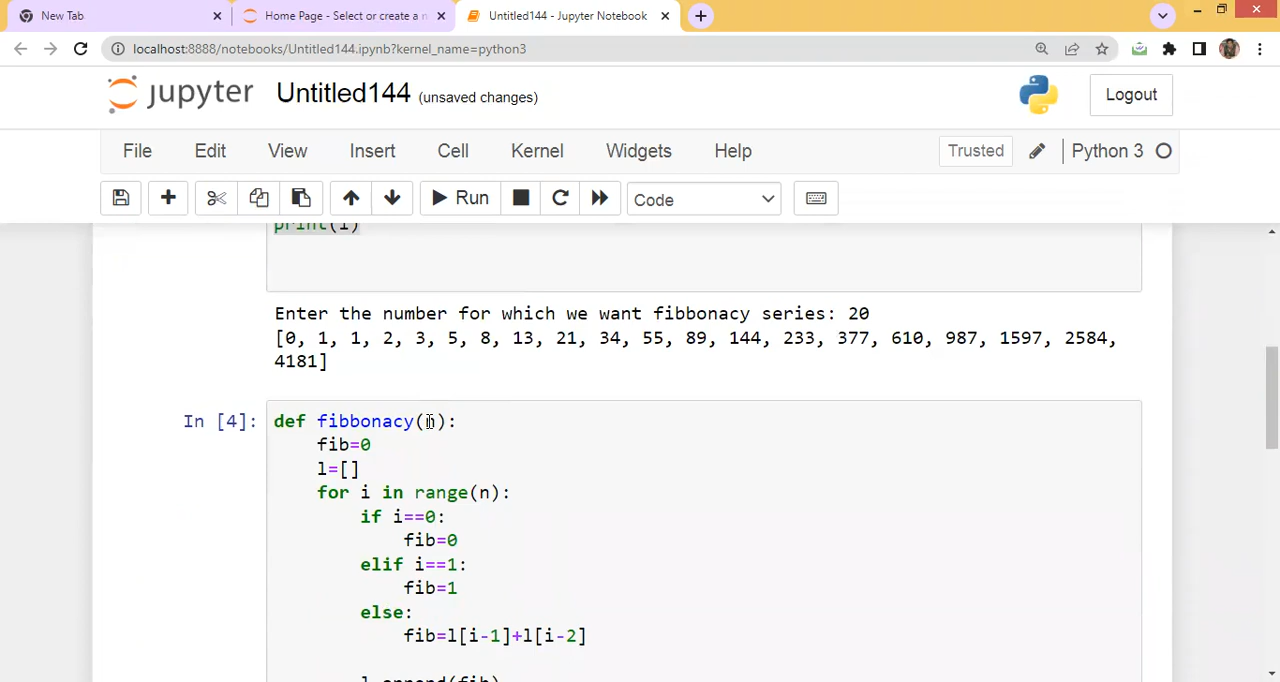 New Tab
Home Page - Select or create a n
Untitled144 - Jupyter Notebook
localhost:8888/notebooks/Untitled144.ipynb?kernel_name=python3
jupyter Untitled144 (unsaved changes)
Logout
File Edit View Insert Cell Kernel Widgets Help Trusted Python 3
Run Code
print(l)
Enter the number for which we want fibbonacy series: 20
[0, 1, 1, 2, 3, 5, 8, 13, 21, 34, 55, 89, 144, 233, 377, 610, 987, 1597, 2584,
4181]
In [4]: def fibbonacy(n):
fib=0
l=[]
for i in range(n):
if i==0:
fib=0
elif i==1:
fib=1
else:
fib=l[i-1]+l[i-2]
l.append(fib)